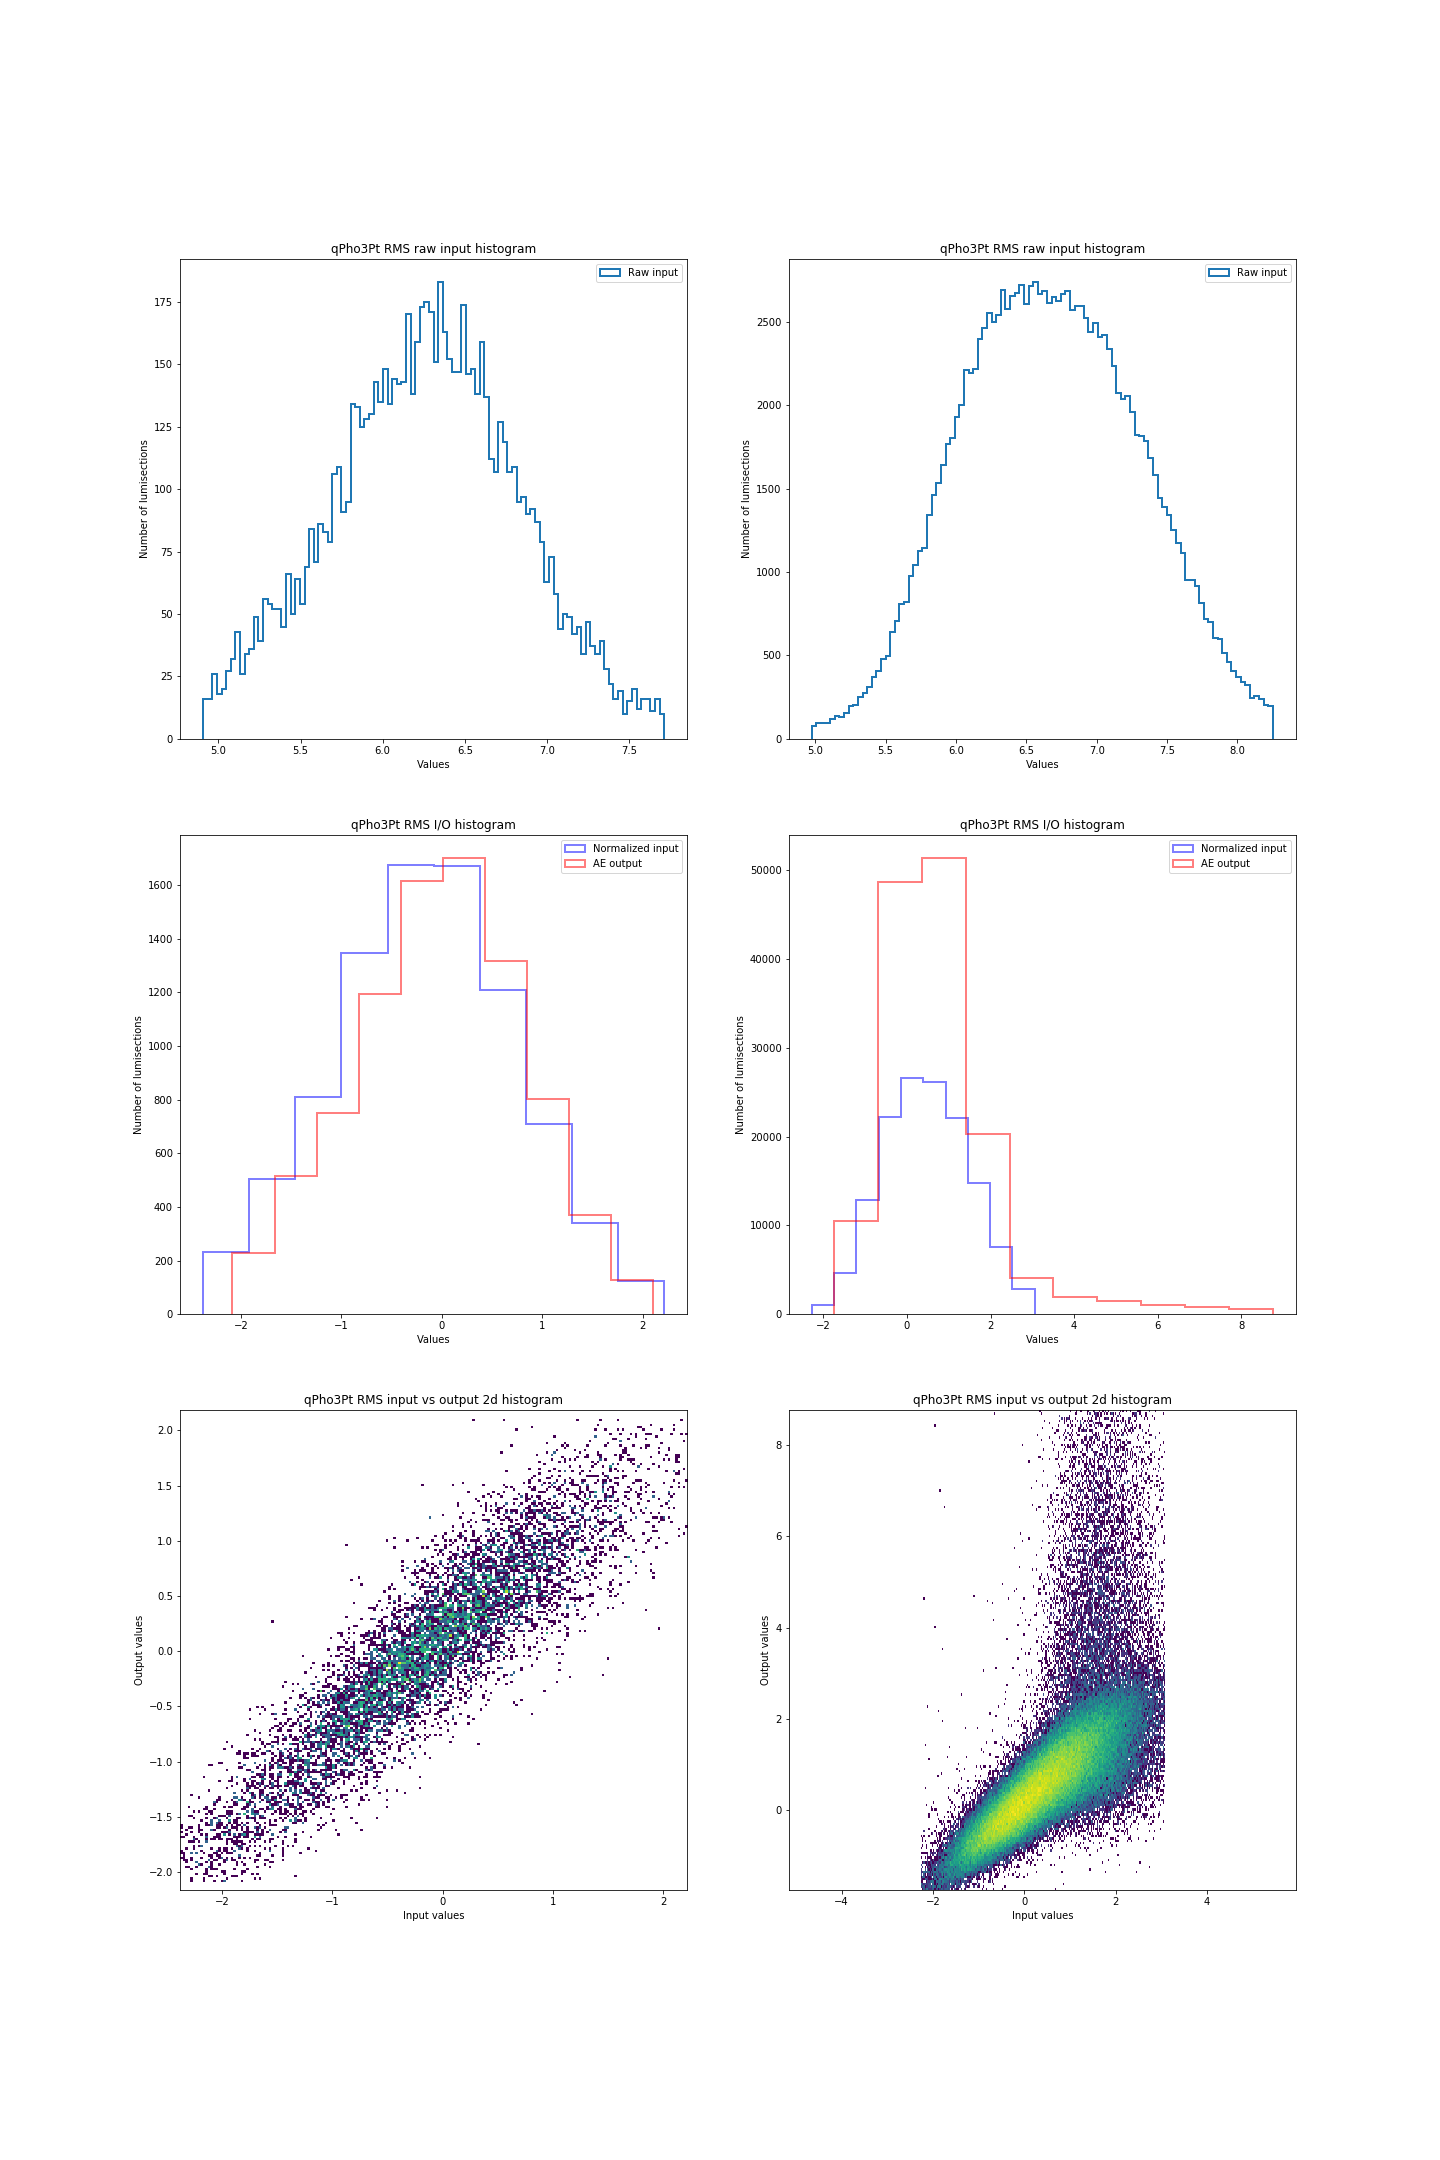 qPho3Pt RMS raw input histogram
Raw input
175
150
125
100
75
50
25
0
Number of lumisections
5.0 5.5 6.0 6.5 7.0 7.5
Values
qPho3Pt RMS raw input histogram
Raw input
2500
2000
1500
1000
500
0
Number of lumisections
5.0 5.5 6.0 6.5 7.0 7.5 8.0
Values
qPho3Pt RMS I/O histogram
Normalized input
AE output
1600
1400
1200
1000
800
600
400
200
0
Number of lumisections
−2 −1 0 1 2
Values
qPho3Pt RMS I/O histogram
Normalized input
AE output
50000
40000
30000
20000
10000
0
Number of lumisections
−2 0 2 4 6 8
Values
qPho3Pt RMS input vs output 2d histogram
2.0
1.5
1.0
0.5
0.0
−0.5
−1.0
−1.5
−2.0
Output values
−2 −1 0 1 2
Input values
qPho3Pt RMS input vs output 2d histogram
8
6
4
2
0
Output values
−4 −2 0 2 4
Input values